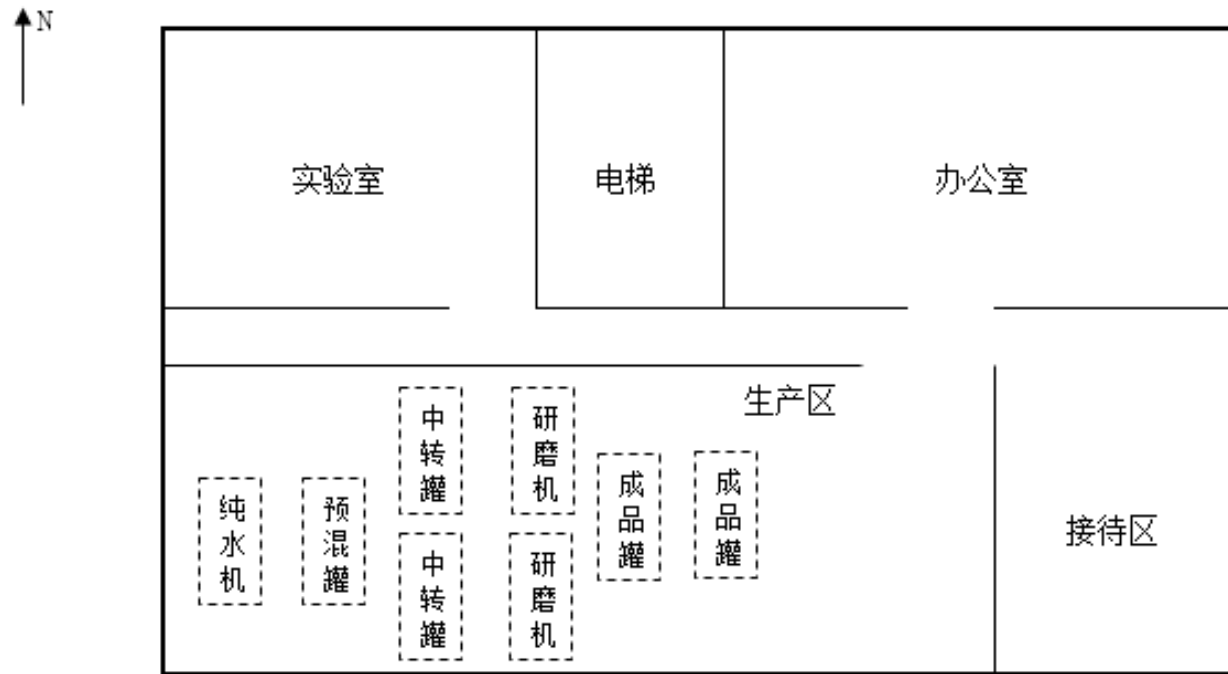 N
实验室
电梯
办公室
生产区
中转罐
研磨机
成品罐
成品罐
纯水机
预混罐
中转罐
研磨机
接待区